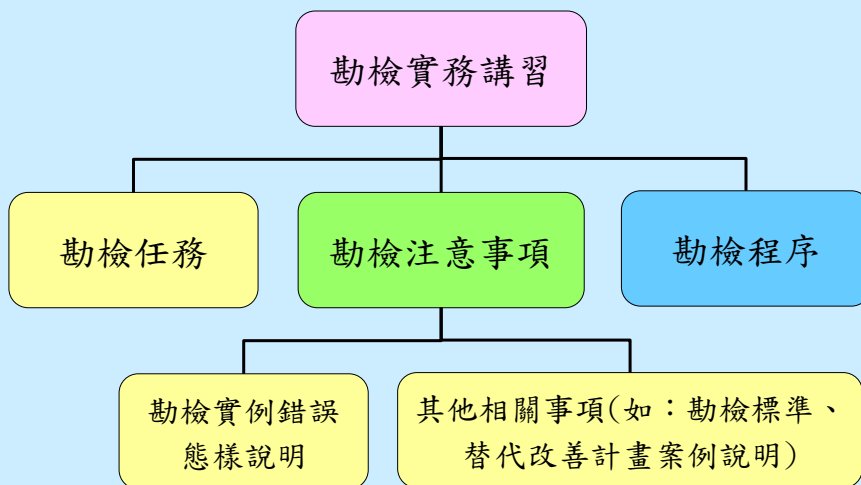 勘檢實務講習
勘檢任務
勘檢注意事項
勘檢程序
勘檢實例錯誤
態樣說明
其他相關事項(如：勘檢標準、
替代改善計畫案例說明)